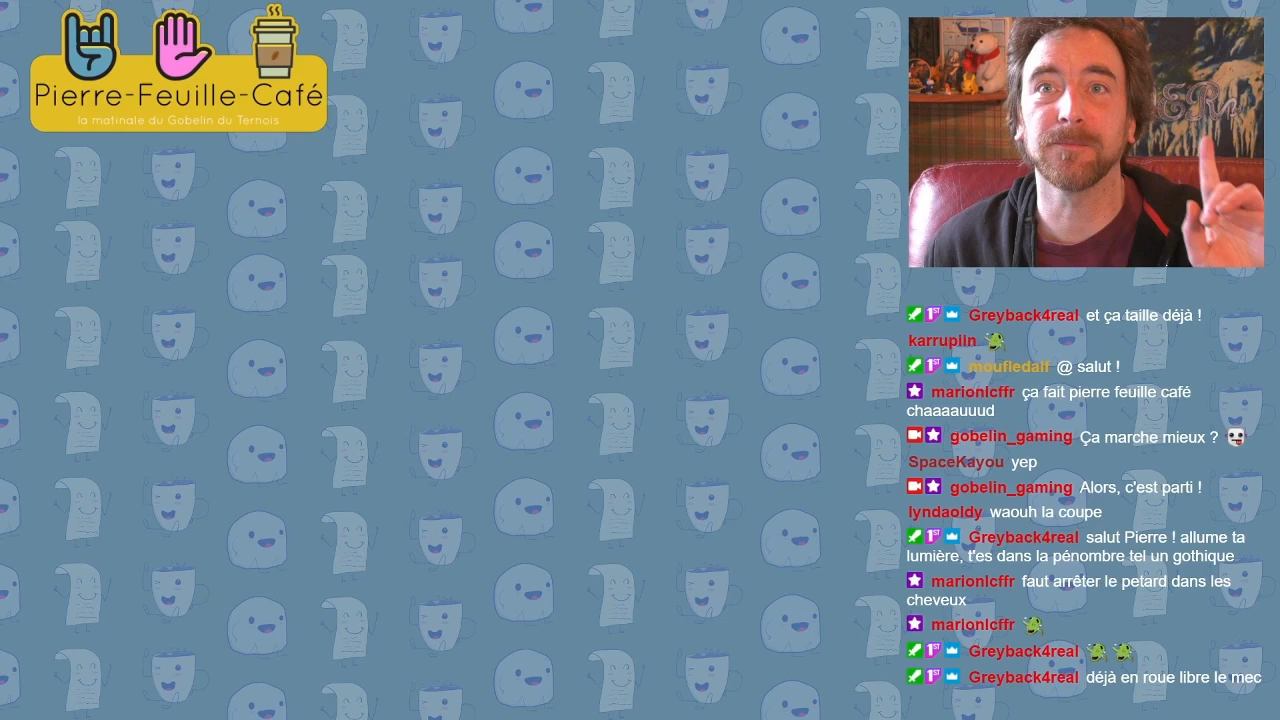 Pierre-Feuille-Café
la matinale du Gobelin du Ternois
Greyback4real et ça taille déjà !
karrupiin
moufledalf @ salut !
marionlcffr ça fait pierre feuille café
chaaaauuud
gobelin_gaming Ça marche mieux ?
SpaceKayou yep
gobelin_gaming Alors, c'est parti !
lyndaoldy waouh la coupe
Greyback4real salut Pierre ! allume ta
lumière, t'es dans la pénombre tel un gothique
marionlcffr faut arrêter le petard dans les
cheveux
marionlcffr
Greyback4real
Greyback4real déjà en roue libre le mec